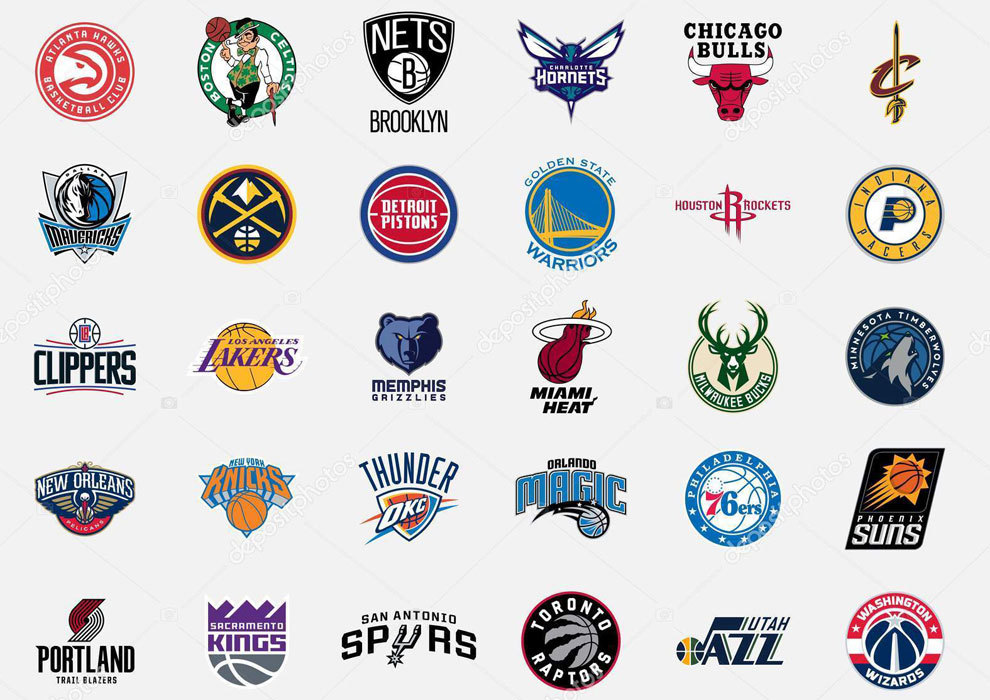 ATLANTA HAWKS
BASKETBALL CLUB
BOSTON
CELTICS
NETS
B
BROOKLYN
CHARLOTTE
HORNETS
CHICAGO
BULLS
C
DALLAS
MAVERICKS
DETROIT
PISTONS
GOLDEN STATE
WARRIORS
HOUSTON R ROCKETS
INDIANA
P
PACERS
LAC
CLIPPERS
LOS ANGELES
LAKERS
MEMPHIS
GRIZZLIES
MIAMI
HEAT
MILWAUKEE BUCKS
MINNESOTA TIMBERWOLVES
NEW ORLEANS
PELICANS
NEW YORK
KNICKS
THUNDER
OKC
ORLANDO
MAGIC
PHILADELPHIA
76ers
PHOENIX
SUNS
PORTLAND
TRAIL BLAZERS
SACRAMENTO
KINGS
SAN ANTONIO
SPURS
TORONTO
RAPTORS
UTAH
JAZZ
WASHINGTON
WIZARDS
depositphotos